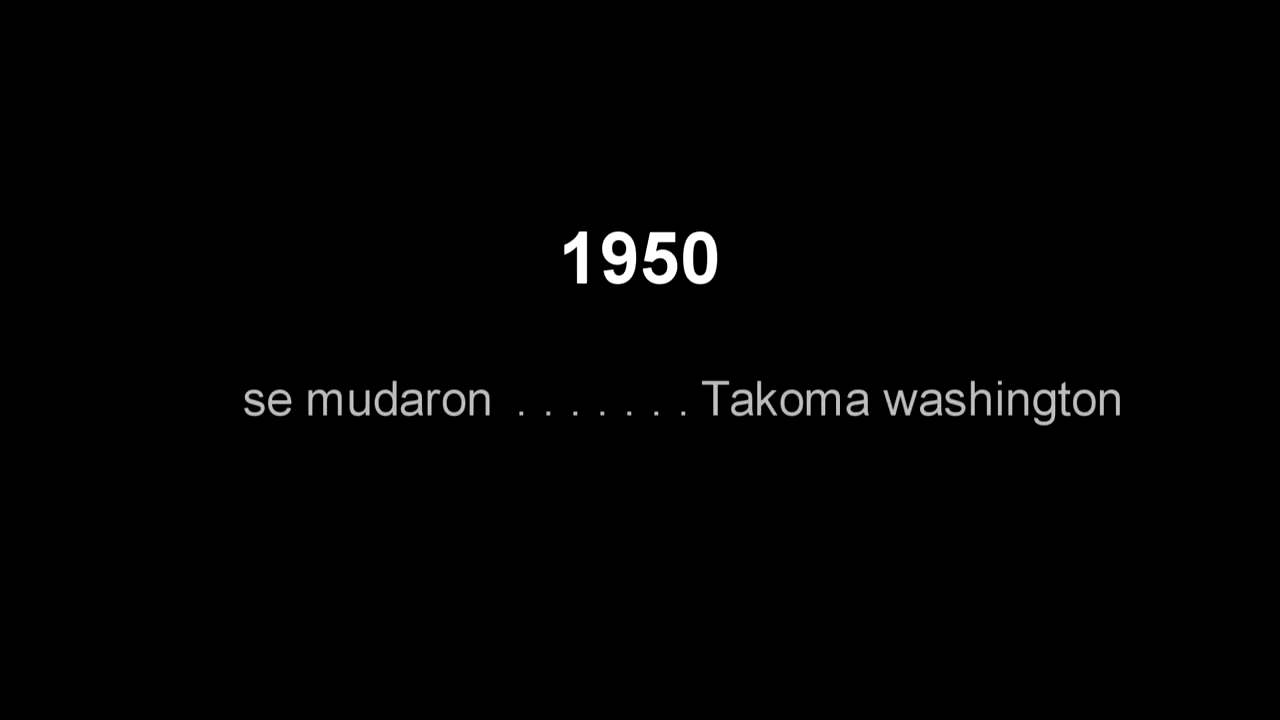 1950
se mudaron . . . . . . . Takoma washington